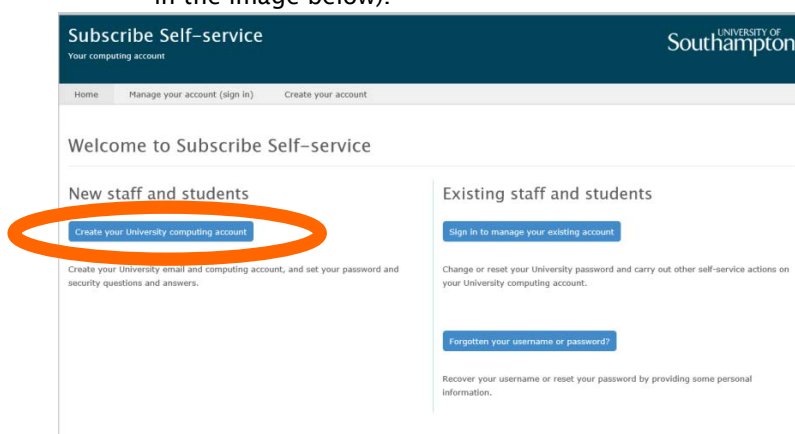 in the image below).
Subscribe Self-service
Your computing account
UNIVERSITY OF
Southampton
Home Manage your account (sign in) Create your account
Welcome to Subscribe Self-service
New staff and students
Create your University computing account
Create your University email and computing account, and set your password and
security questions and answers.
Existing staff and students
Sign in to manage your existing account
Change or reset your University password and carry out other self-service actions on
your University computing account.
Forgotten your username or password?
Recover your username or reset your password by providing some personal
information.